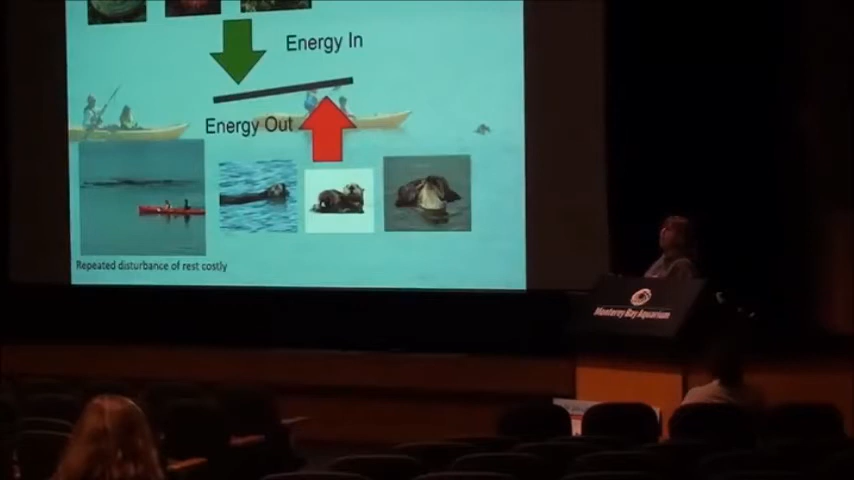 Energy In
Energy Out
Repeated disturbance of rest costly
Monterey Bay Aquarium